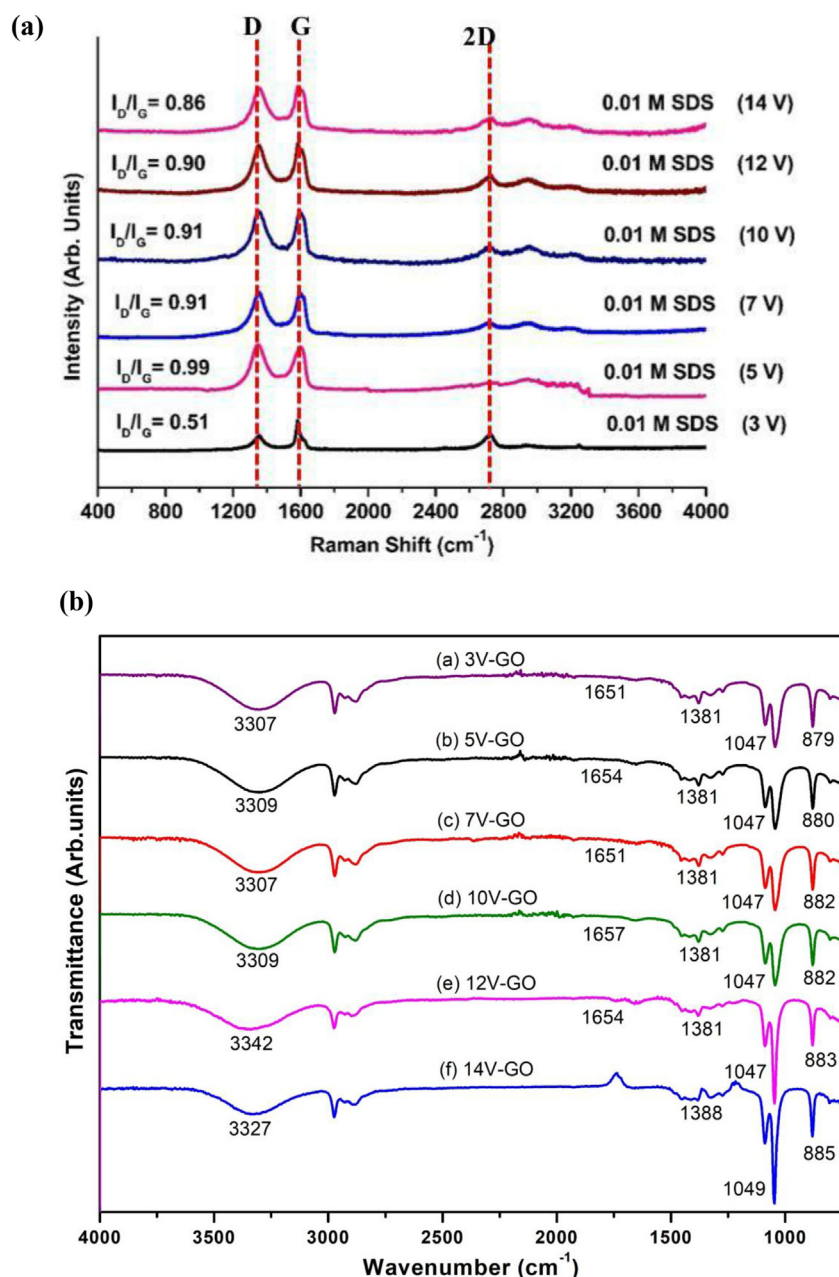 (a)
D G 2D
I_D/I_G= 0.86 0.01 M SDS (14 V)
I_D/I_G= 0.90 0.01 M SDS (12 V)
I_D/I_G= 0.91 0.01 M SDS (10 V)
I_D/I_G= 0.91 0.01 M SDS (7 V)
I_D/I_G= 0.99 0.01 M SDS (5 V)
I_D/I_G= 0.51 0.01 M SDS (3 V)
Intensity (Arb. Units)
400 800 1200 1600 2000 2400 2800 3200 3600 4000
Raman Shift (cm⁻¹)
(b)
(a) 3V-GO
3307 1651 1381 1047 879
(b) 5V-GO
3309 1654 1381 1047 880
(c) 7V-GO
3307 1651 1381 1047 882
(d) 10V-GO
3309 1657 1381 1047 882
(e) 12V-GO
3342 1654 1381 1047 883
(f) 14V-GO
3327 1388 1049 885
Transmittance (Arb.units)
4000 3500 3000 2500 2000 1500 1000
Wavenumber (cm⁻¹)